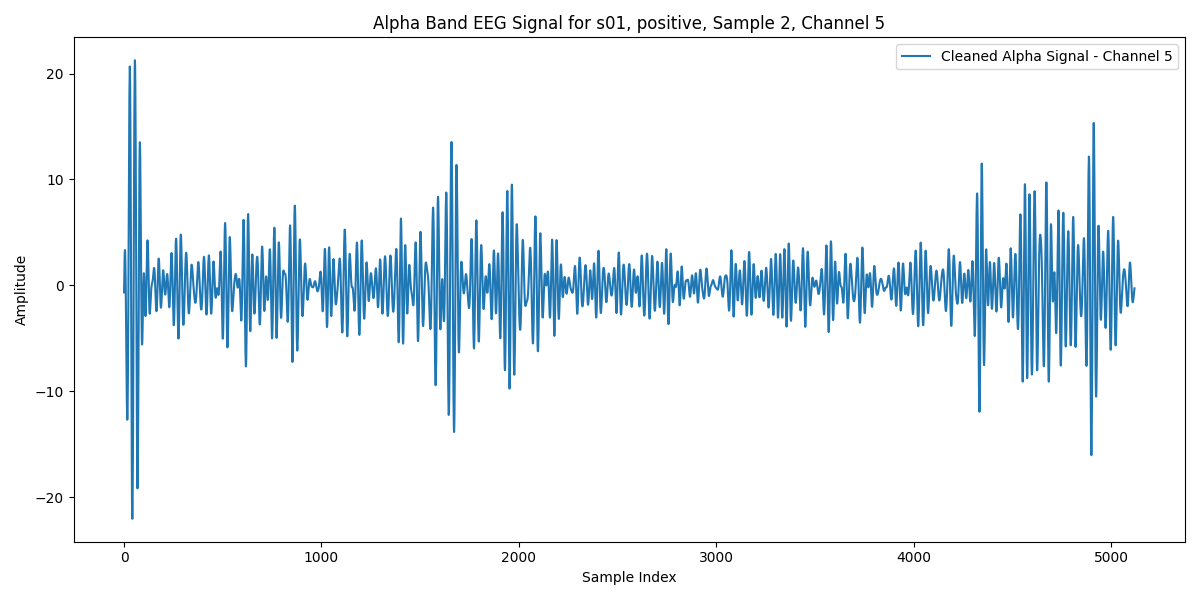 Alpha Band EEG Signal for s01, positive, Sample 2, Channel 5
Cleaned Alpha Signal - Channel 5
Amplitude
20
10
0
−10
−20
0 1000 2000 3000 4000 5000
Sample Index